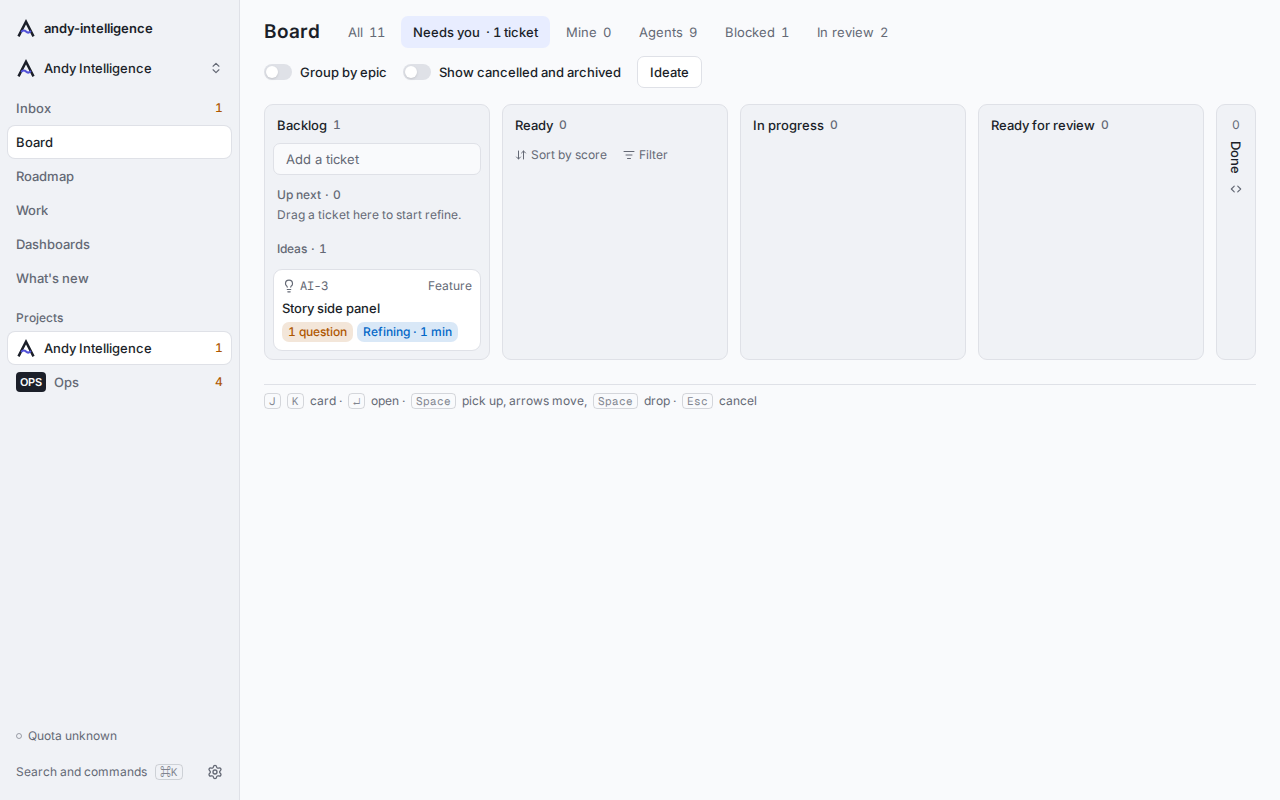 andy-intelligence
Andy Intelligence
Inbox 1
Board
Roadmap
Work
Dashboards
What's new
Projects
Andy Intelligence 1
OPS Ops 4
Quota unknown
Search and commands ⌘K
Board All 11 Needs you · 1 ticket Mine 0 Agents 9 Blocked 1 In review 2
Group by epic Show cancelled and archived Ideate
Backlog 1
Add a ticket
Up next · 0
Drag a ticket here to start refine.
Ideas · 1
AI-3 Feature
Story side panel
1 question Refining · 1 min
Ready 0
Sort by score Filter
In progress 0
Ready for review 0
0
Done
J K card · ↵ open · Space pick up, arrows move, Space drop · Esc cancel